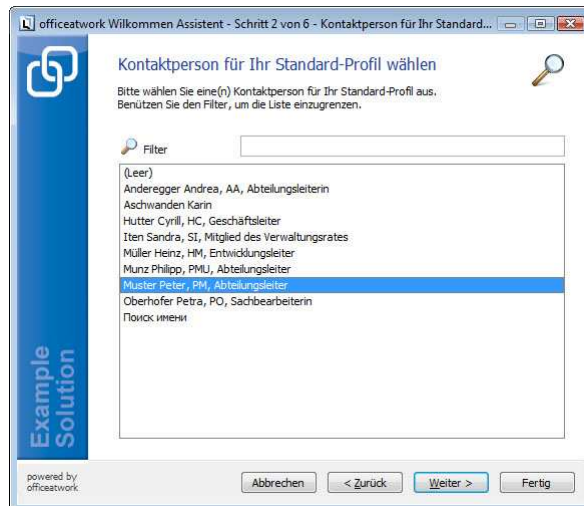 officeatwork Wilkommen Assistent - Schritt 2 von 6 - Kontaktperson für Ihr Standard...
Kontaktperson für Ihr Standard-Profil wählen
Bitte wählen Sie eine(n) Kontaktperson für Ihr Standard-Profil aus.
Benützen Sie den Filter, um die Liste einzugrenzen.
Filter
(Leer)
Anderegger Andrea, AA, Abteilungsleiterin
Aschwanden Karin
Hutter Cyrill, HC, Geschäftsleiter
Iten Sandra, SI, Mitglied des Verwaltungsrates
Müller Heinz, HM, Entwicklungsleiter
Munz Philipp, PMU, Abteilungsleiter
Muster Peter, PM, Abteilungsleiter
Oberhofer Petra, PO, Sachbearbeiterin
Поиск имени
Example
Solution
powered by
officeatwork
Abbrechen
< Zurück
Weiter >
Fertig